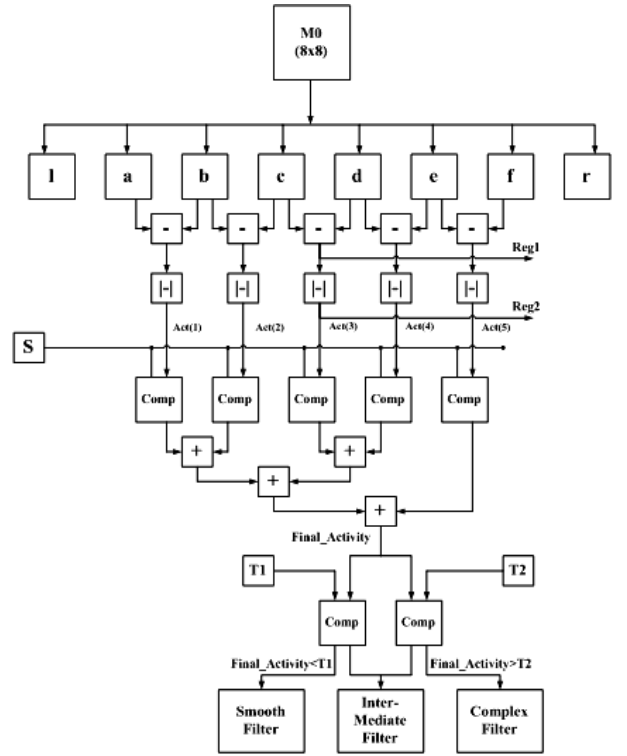 M0
(8x8)
l a b c d e f r
- - - - -
Reg1
|-| |-| |-| |-| |-|
Reg2
Act(1) Act(2) Act(3) Act(4) Act(5)
S
Comp Comp Comp Comp Comp
+ +
+
+
Final_Activity
T1 T2
Comp Comp
Final_Activity<T1 Final_Activity>T2
Smooth
Filter
Inter-
Mediate
Filter
Complex
Filter